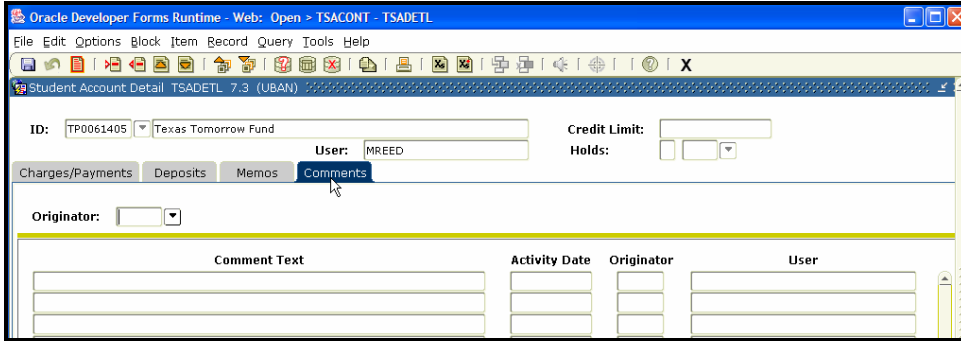 Oracle Developer Forms Runtime - Web: Open > TSACONT - TSADETL
File Edit Options Block Item Record Query Tools Help
X
Student Account Detail TSADETL 7.3 (UBAN)
ID: TP0061405 Texas Tomorrow Fund Credit Limit:
User: MREED Holds:
Charges/Payments Deposits Memos Comments
Originator:
Comment Text Activity Date Originator User